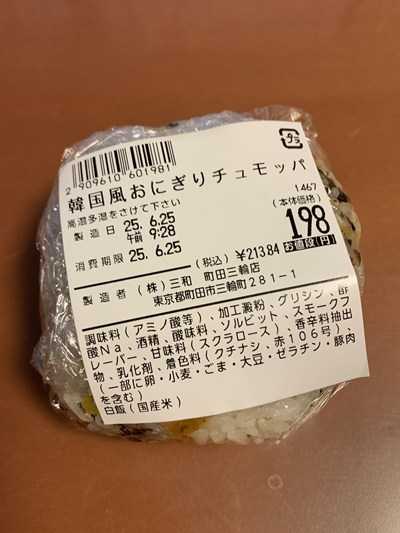 2 909610 601981
プラ
韓国風おにぎりチュモッパ
高温多湿をさけて下さい
1467
製造日 25. 6.25
午前 9:28
(本体価格)
198
お値段(円)
消費期限 25. 6.25
(税込) ¥213.84
製造者 (株)三和 町田三輪店
東京都町田市三輪町281-1
調味料(アミノ酸等)、加工澱粉、グリシン、酢
酸Na、酒精、酸味料、ソルビット、スモークフ
レーバー、甘味料(スクラロース)、香辛料抽出
物、乳化剤、着色料(クチナシ、赤106号)、
(一部に卵・小麦・ごま・大豆・ゼラチン・豚肉
を含む)
白飯(国産米)